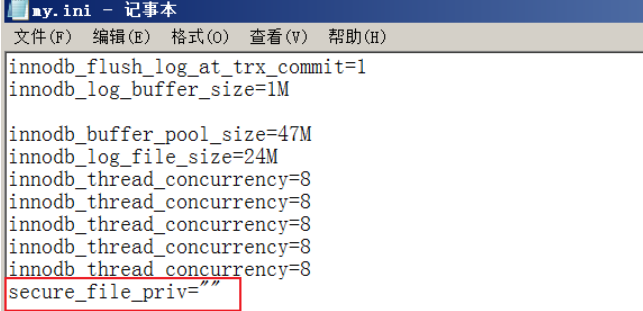 my.ini - 记事本
文件(F) 编辑(E) 格式(O) 查看(V) 帮助(H)
innodb_flush_log_at_trx_commit=1
innodb_log_buffer_size=1M
innodb_buffer_pool_size=47M
innodb_log_file_size=24M
innodb_thread_concurrency=8
innodb_thread_concurrency=8
innodb_thread_concurrency=8
innodb_thread_concurrency=8
innodb_thread_concurrency=8
secure_file_priv=""